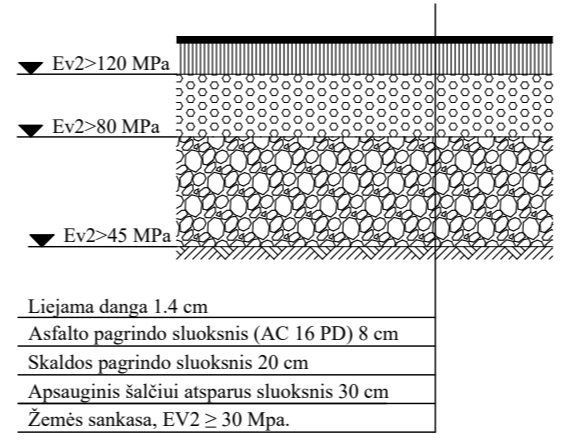 Ev2>120 MPa
Ev2>80 MPa
Ev2>45 MPa
Liejama danga 1.4 cm
Asfalto pagrindo sluoksnis (AC 16 PD) 8 cm
Skaldos pagrindo sluoksnis 20 cm
Apsauginis šalčiui atsparus sluoksnis 30 cm
Žemės sankasa, EV2 ≥ 30 Mpa.